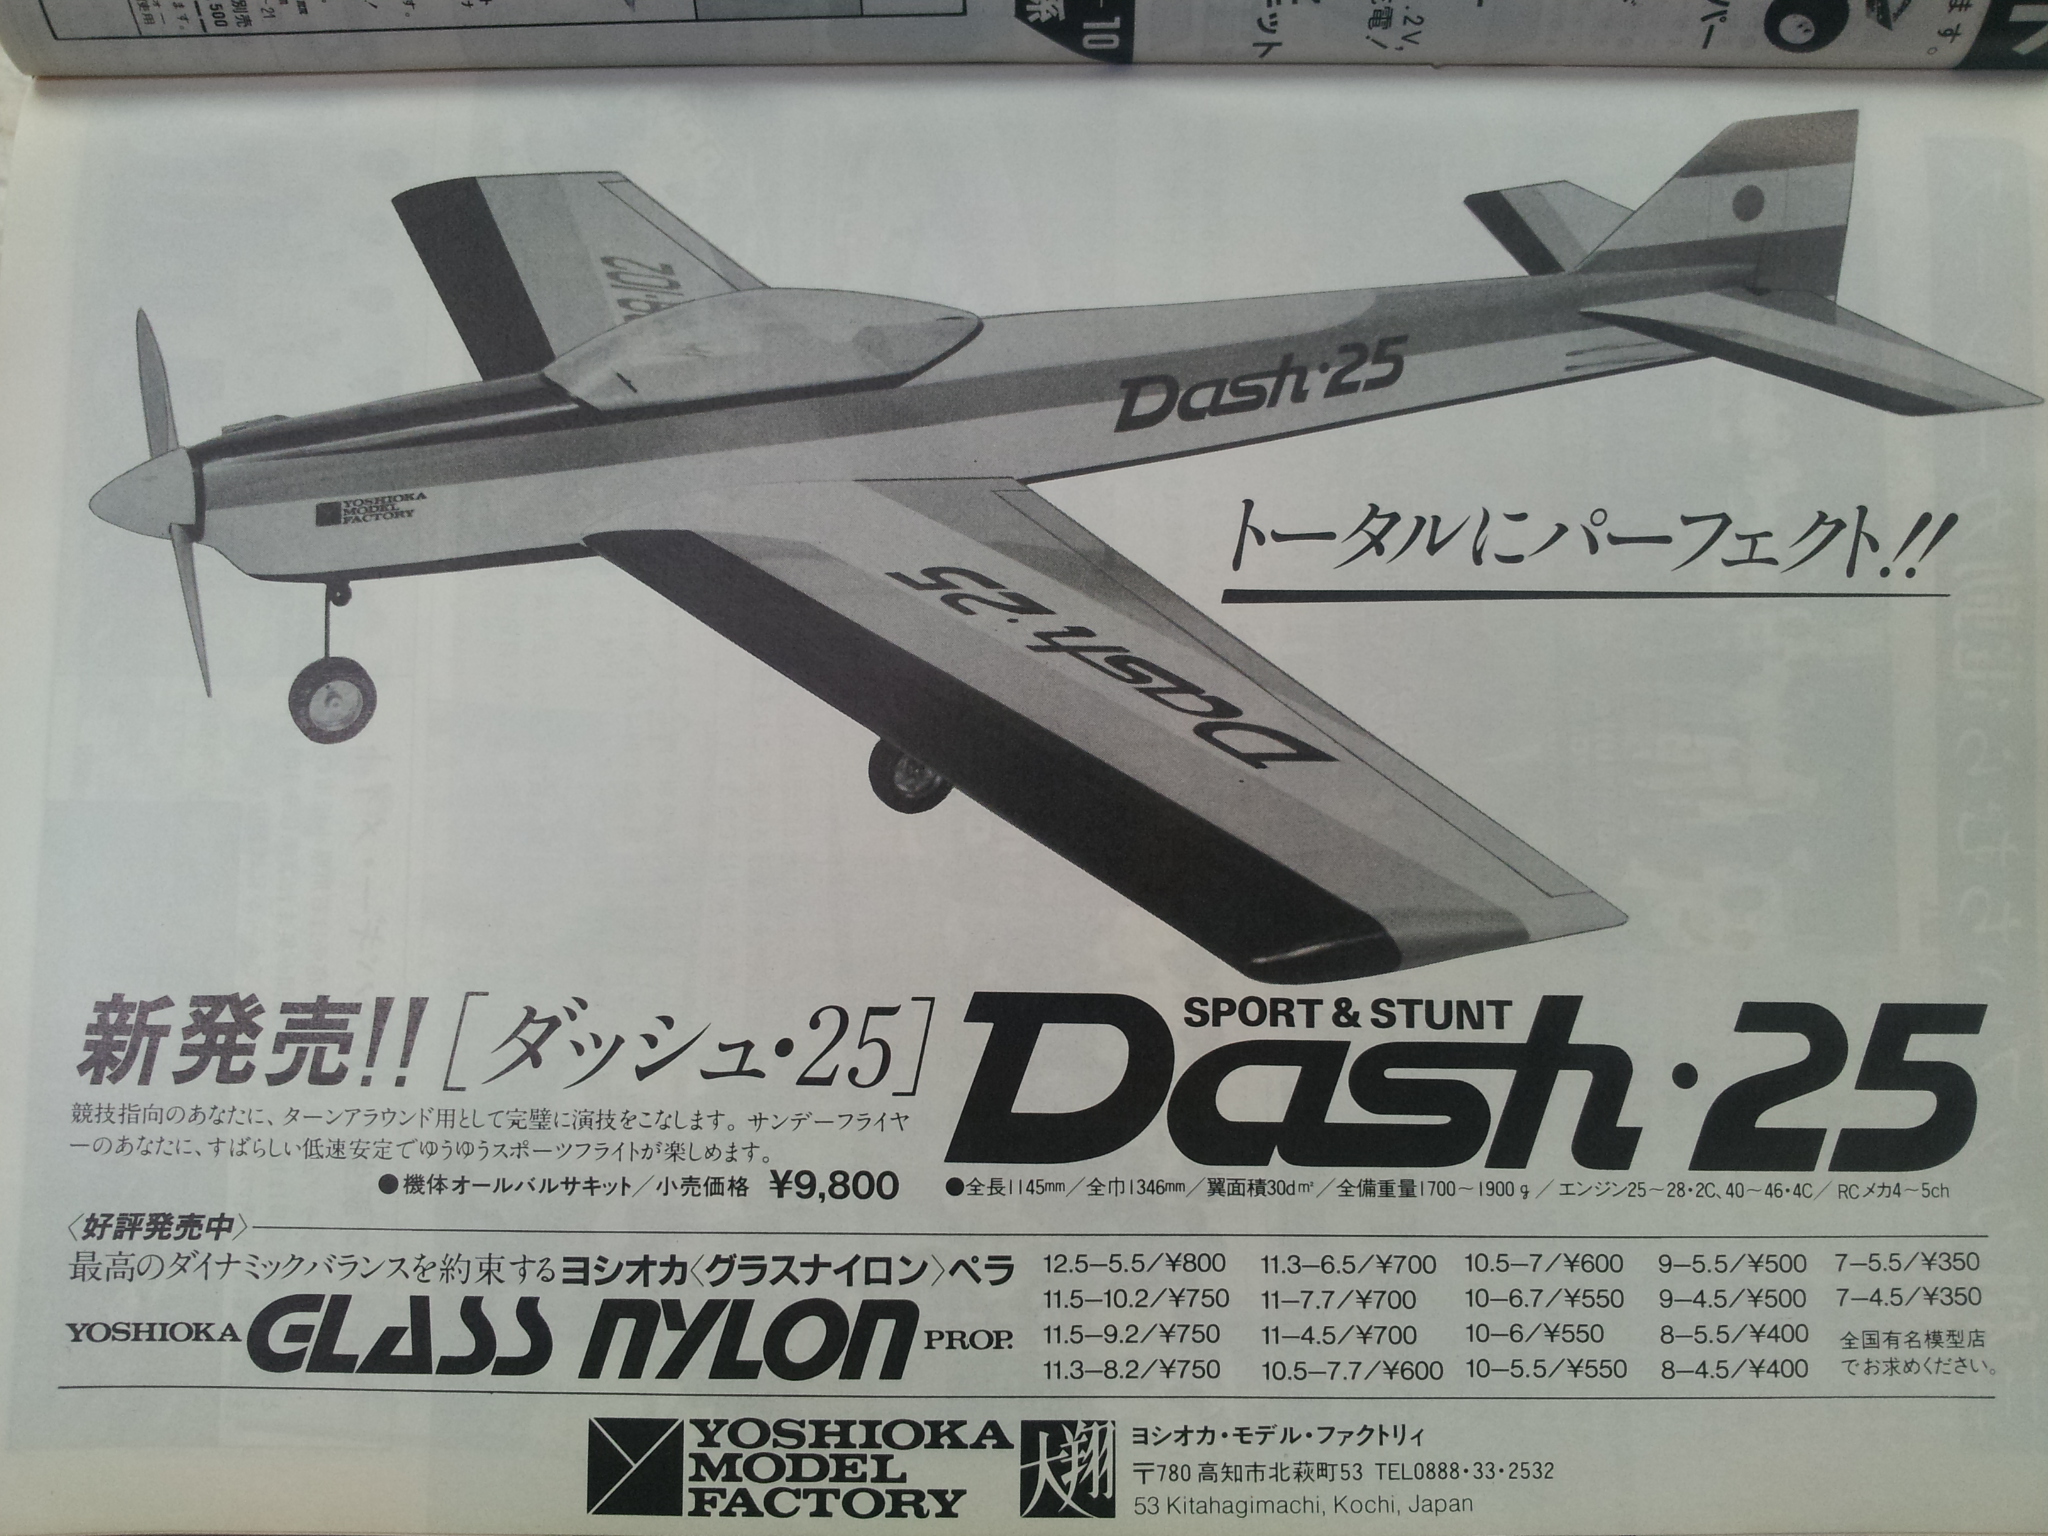 500
-21
-10
.2V,
キット
パー
ます。
02
YOSHIOKA
MODEL
FACTORY
Dash・25
Dash・25
トータルにパーフェクト!!
新発売!! [ダッシュ・25]
SPORT & STUNT
Dash・25
競技指向のあなたに、ターンアラウンド用として完璧に演技をこなします。サンデーフライヤ
ーのあなたに、すばらしい低速安定でゆうゆうスポーツフライトが楽しめます。
●機体オールバルサキット/小売価格 ¥9,800
●全長1145mm/全巾1346mm/翼面積30dm²/全備重量1700~1900g/エンジン25~28・2C、40~46・4C/RCメカ4~5ch
〈好評発売中〉
最高のダイナミックバランスを約束するヨシオカ〈グラスナイロン〉ペラ
YOSHIOKA GLASS NYLON PROP.
12.5-5.5/¥800 11.3-6.5/¥700 10.5-7/¥600 9-5.5/¥500 7-5.5/¥350
11.5-10.2/¥750 11-7.7/¥700 10-6.7/¥550 9-4.5/¥500 7-4.5/¥350
11.5-9.2/¥750 11-4.5/¥700 10-6/¥550 8-5.5/¥400
11.3-8.2/¥750 10.5-7.7/¥600 10-5.5/¥550 8-4.5/¥400
全国有名模型店
でお求めください。
YOSHIOKA
MODEL
FACTORY
大翔
ヨシオカ・モデル・ファクトリィ
〒780 高知市北萩町53 TEL0888・33・2532
53 Kitahagimachi, Kochi, Japan